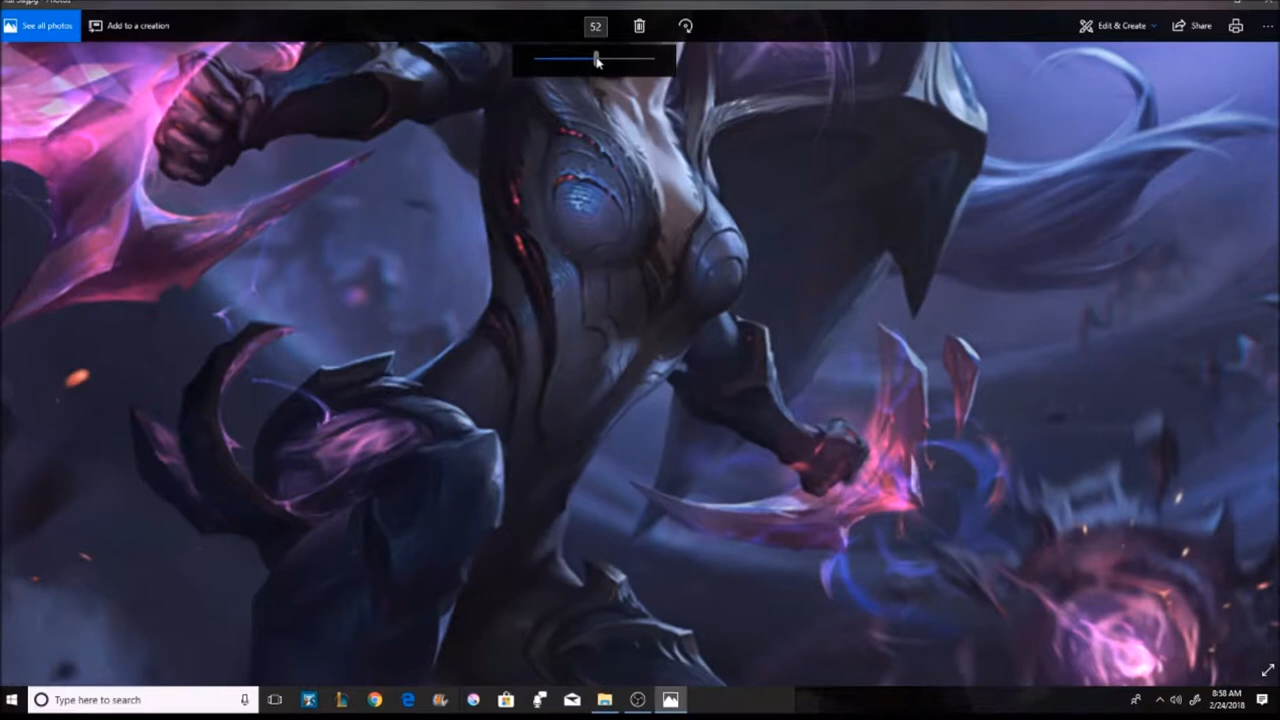 See all photos
Add to a creation
52
Edit & Create
Share
Type here to search
8:58 AM
2/24/2018